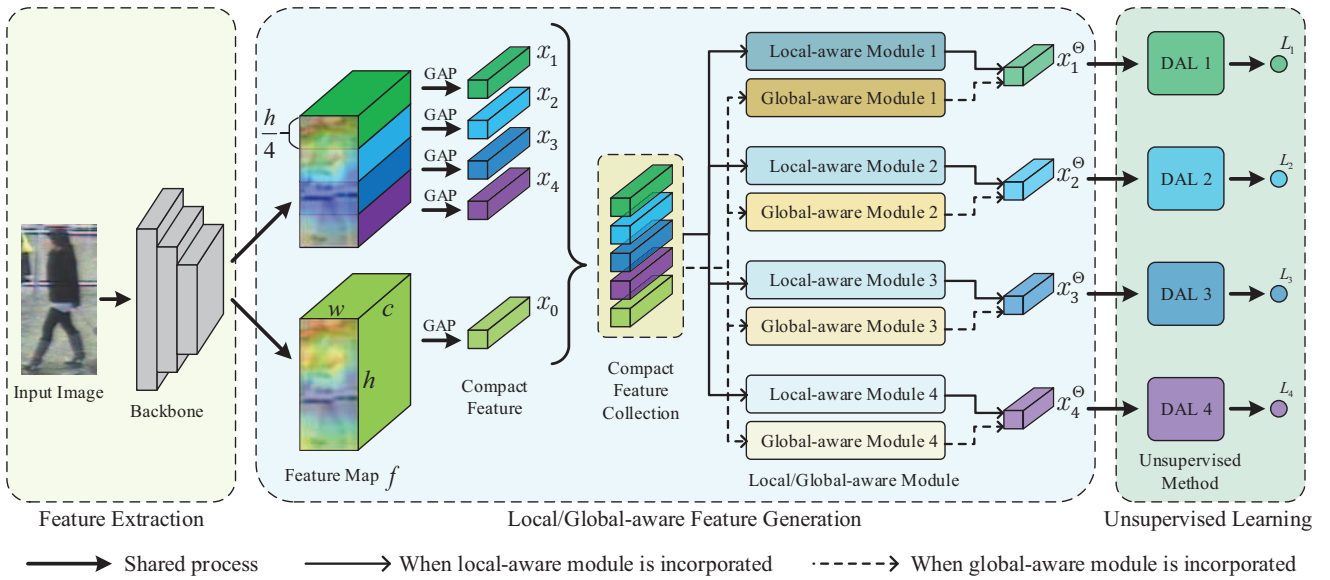 GAP
x₁
GAP
x₂
GAP
x₃
GAP
x₄
h
4
Input Image
Backbone
w
c
h
GAP
x₀
Feature Map f
Compact
Feature
Compact
Feature
Collection
Local-aware Module 1
Global-aware Module 1
x₁^Θ
DAL 1
L₁
Local-aware Module 2
Global-aware Module 2
x₂^Θ
DAL 2
L₂
Local-aware Module 3
Global-aware Module 3
x₃^Θ
DAL 3
L₃
Local-aware Module 4
Global-aware Module 4
x₄^Θ
DAL 4
L₄
Local/Global-aware Module
Unsupervised
Method
Feature Extraction
Local/Global-aware Feature Generation
Unsupervised Learning
Shared process
When local-aware module is incorporated
When global-aware module is incorporated